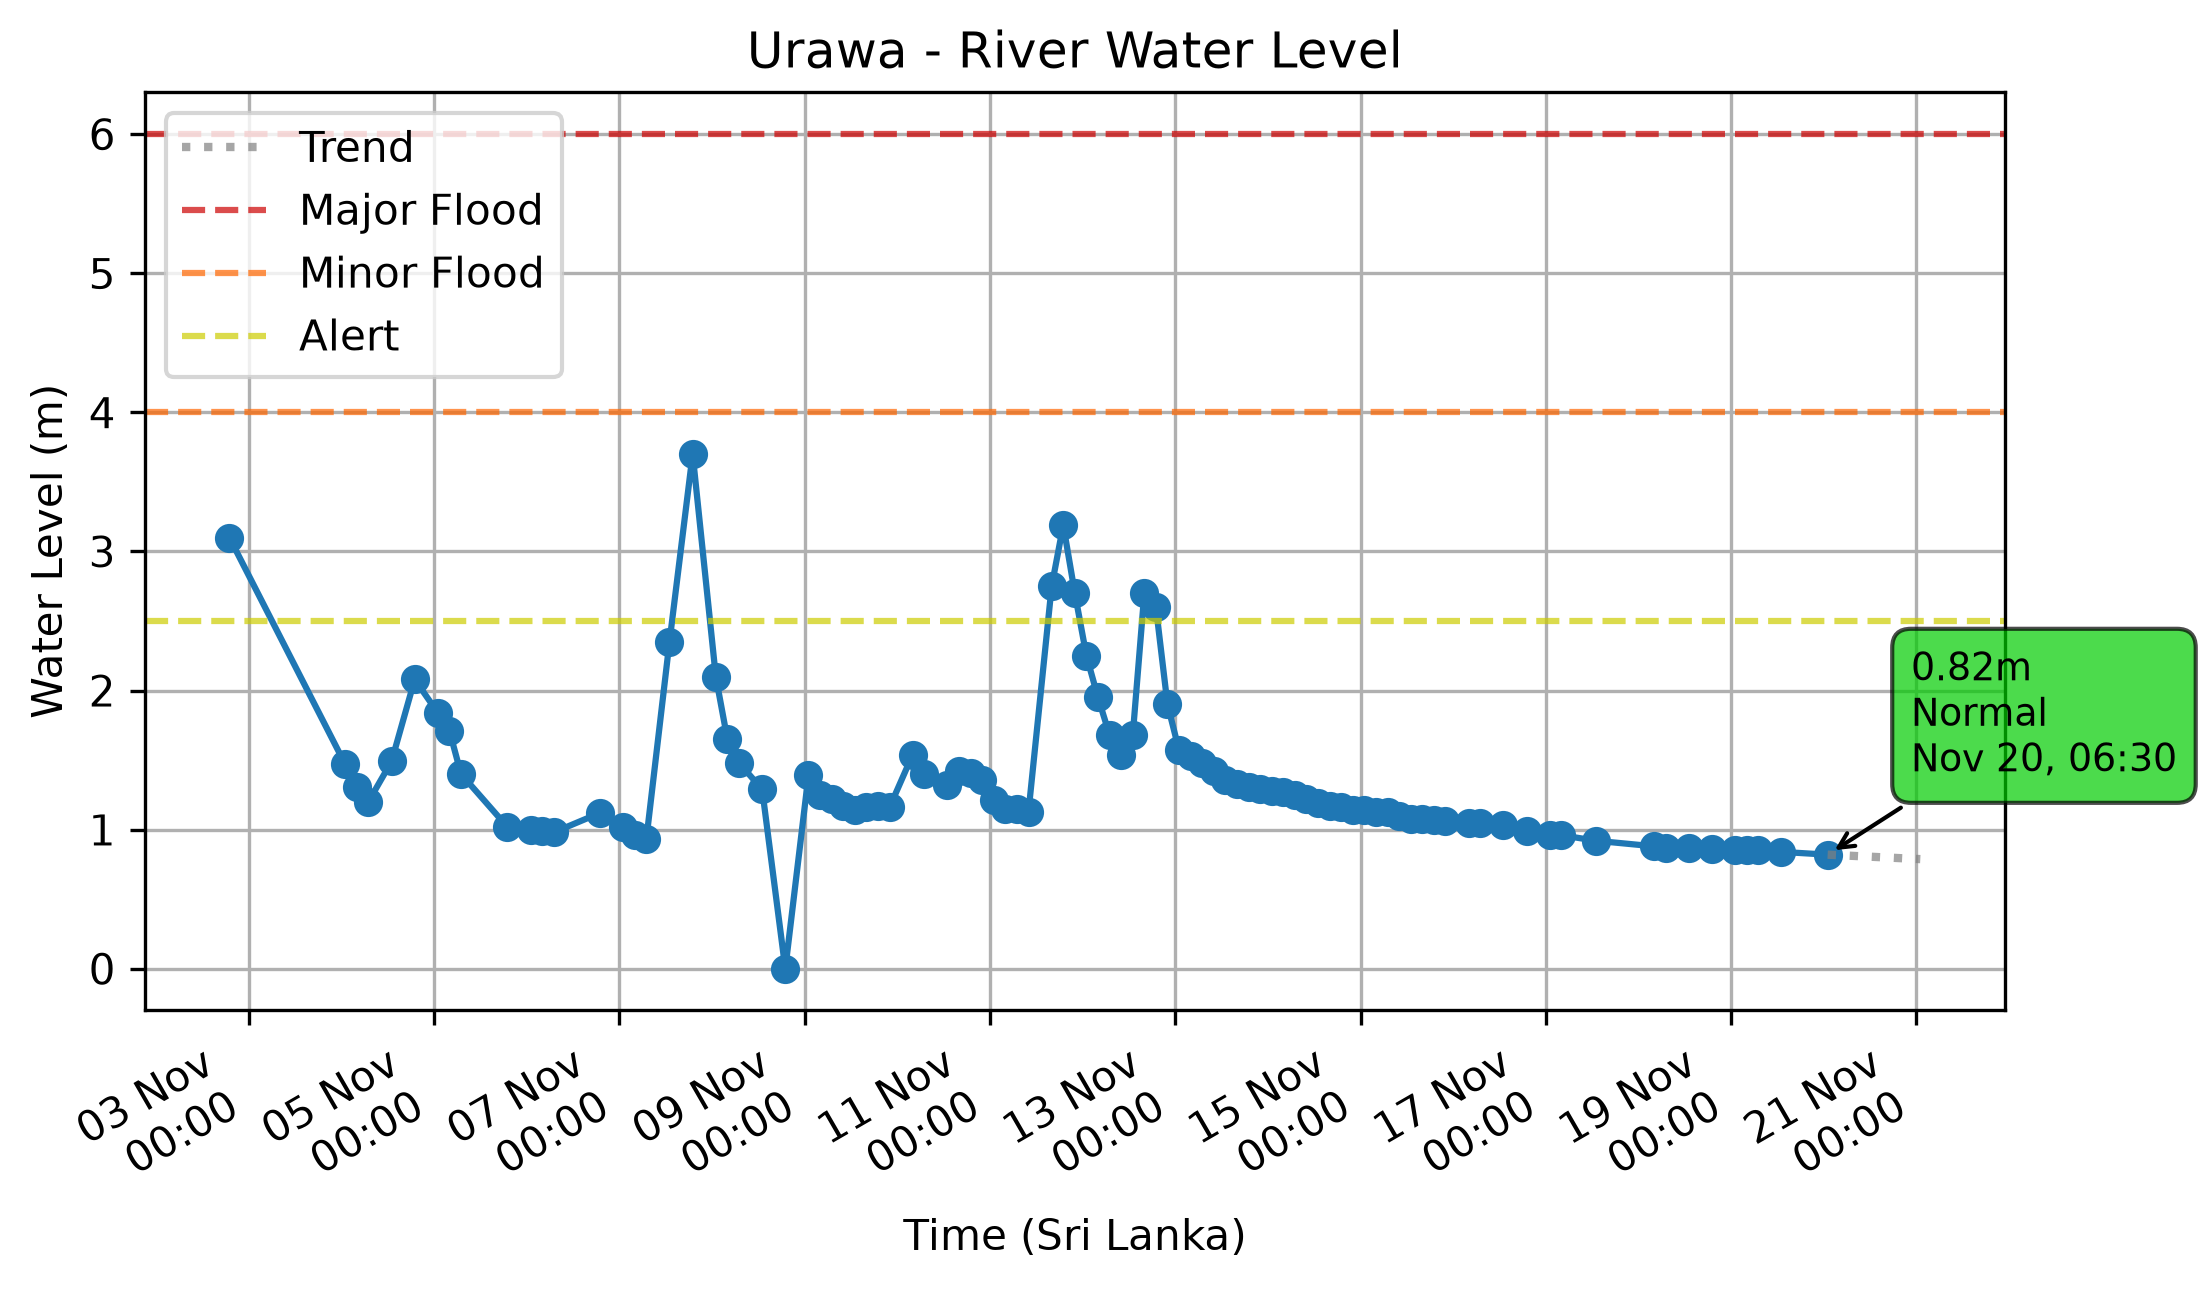 Urawa - River Water Level
Trend
Major Flood
Minor Flood
Alert
Water Level (m)
6
5
4
3
2
1
0
0.82m
Normal
Nov 20, 06:30
03 Nov
00:00
05 Nov
00:00
07 Nov
00:00
09 Nov
00:00
11 Nov
00:00
13 Nov
00:00
15 Nov
00:00
17 Nov
00:00
19 Nov
00:00
21 Nov
00:00
Time (Sri Lanka)